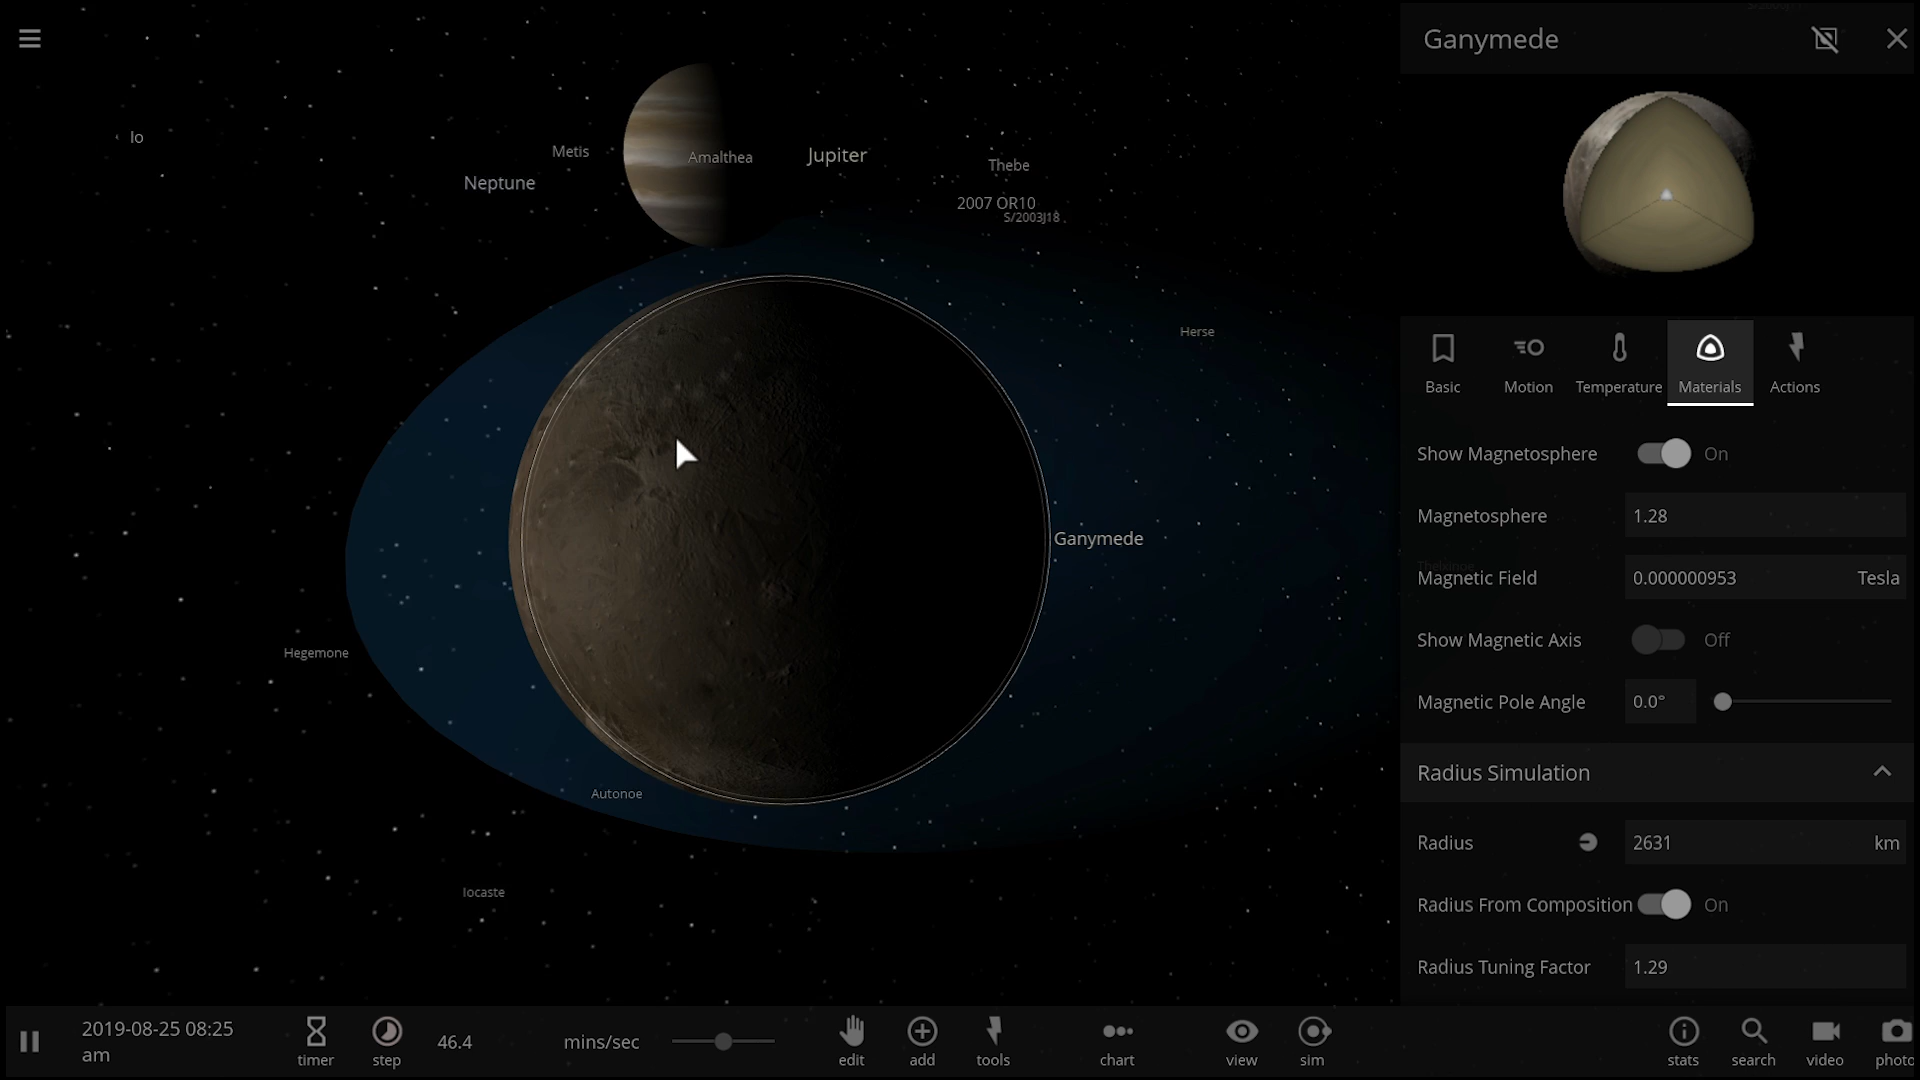 Ganymede
Io
Metis
Amalthea
Jupiter
Thebe
Neptune
2007 OR10
S/2003J18
Herse
Ganymede
Hegemone
Autonoe
Iocaste
Basic
Motion
Temperature
Materials
Actions
Show Magnetosphere On
Magnetosphere 1.28
Magnetic Field 0.000000953 Tesla
Show Magnetic Axis Off
Magnetic Pole Angle 0.0°
Radius Simulation
Radius 2631 km
Radius From Composition On
Radius Tuning Factor 1.29
2019-08-25 08:25
am
timer
step
46.4
mins/sec
edit
add
tools
chart
view
sim
stats
search
video
photo